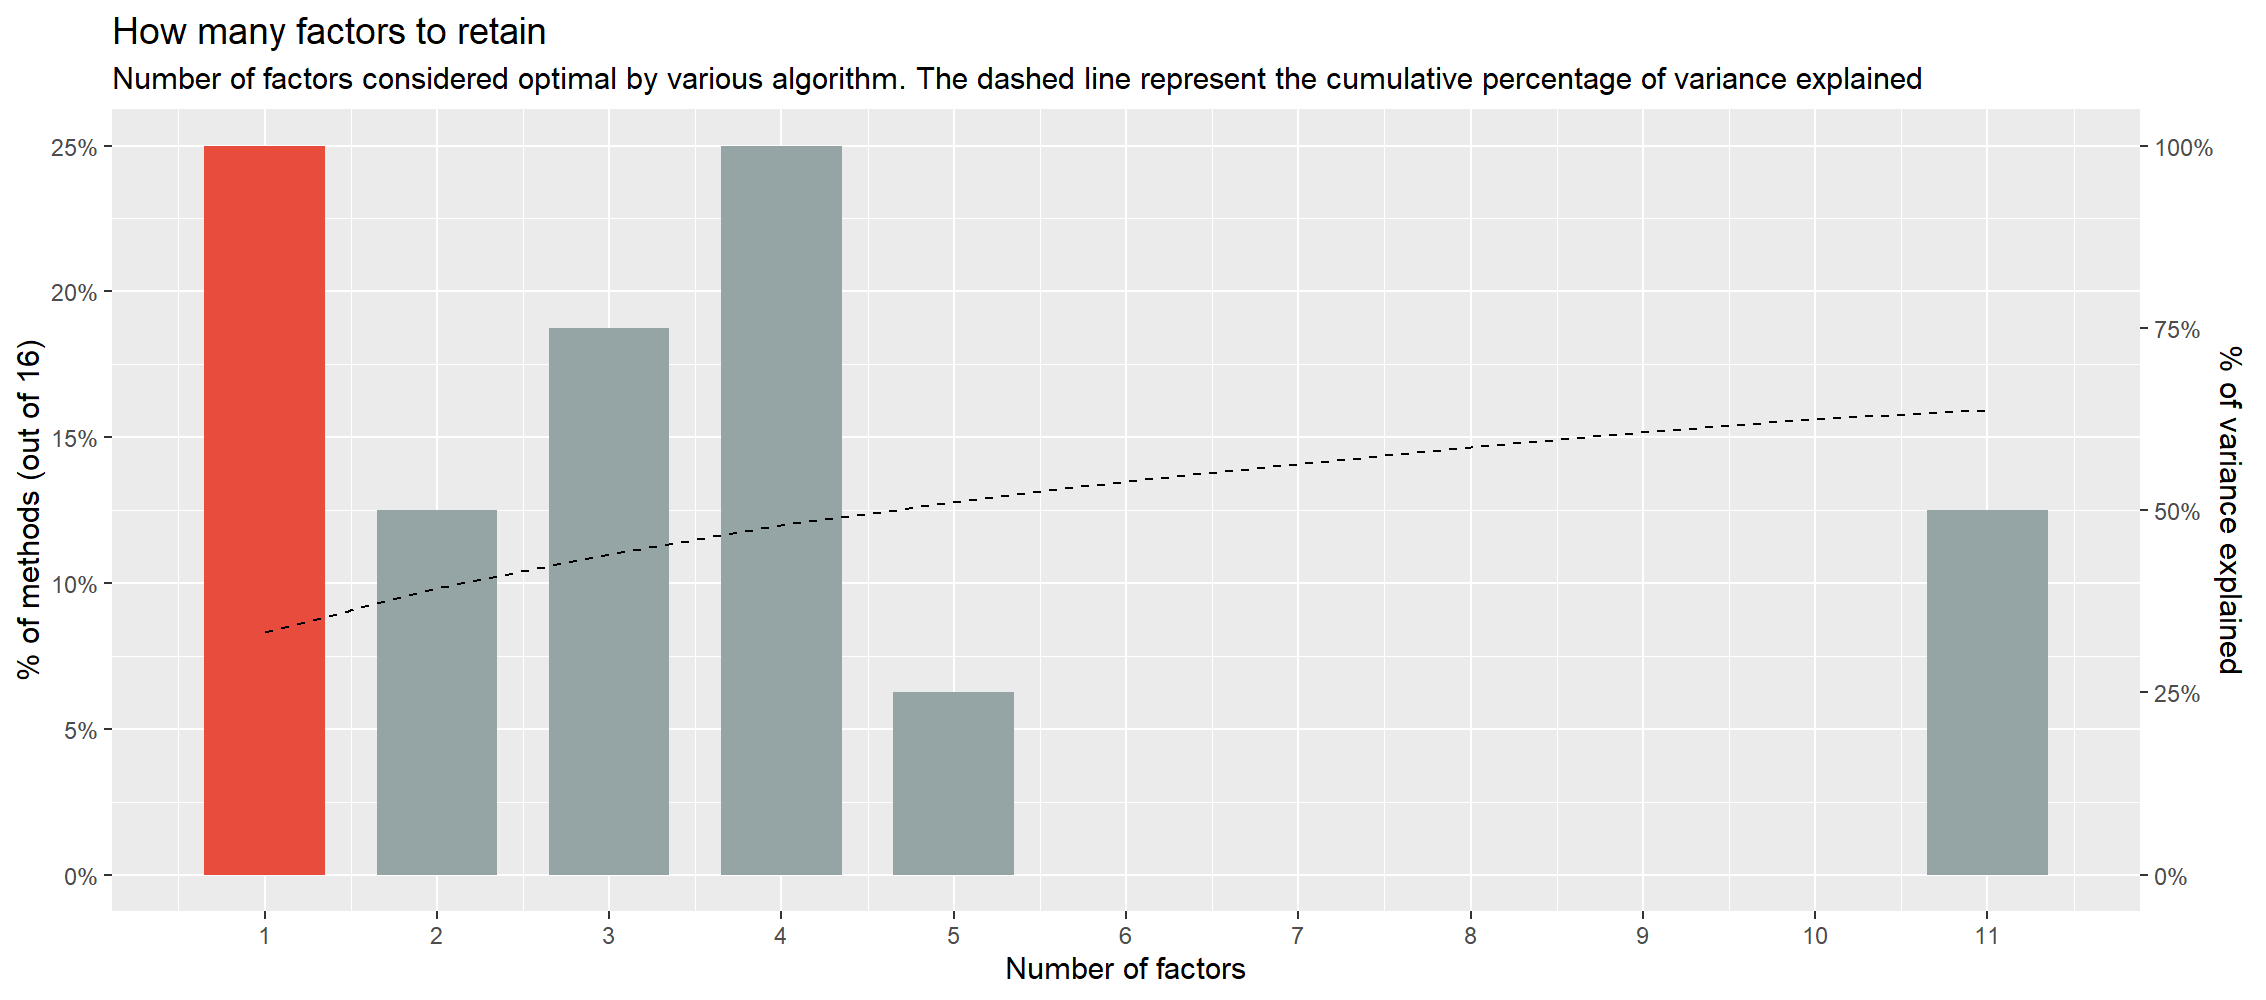 How many factors to retain
Number of factors considered optimal by various algorithm. The dashed line represent the cumulative percentage of variance explained
% of methods (out of 16)
25%
20%
15%
10%
5%
0%
100%
75%
50%
25%
0%
% of variance explained
1 2 3 4 5 6 7 8 9 10 11
Number of factors